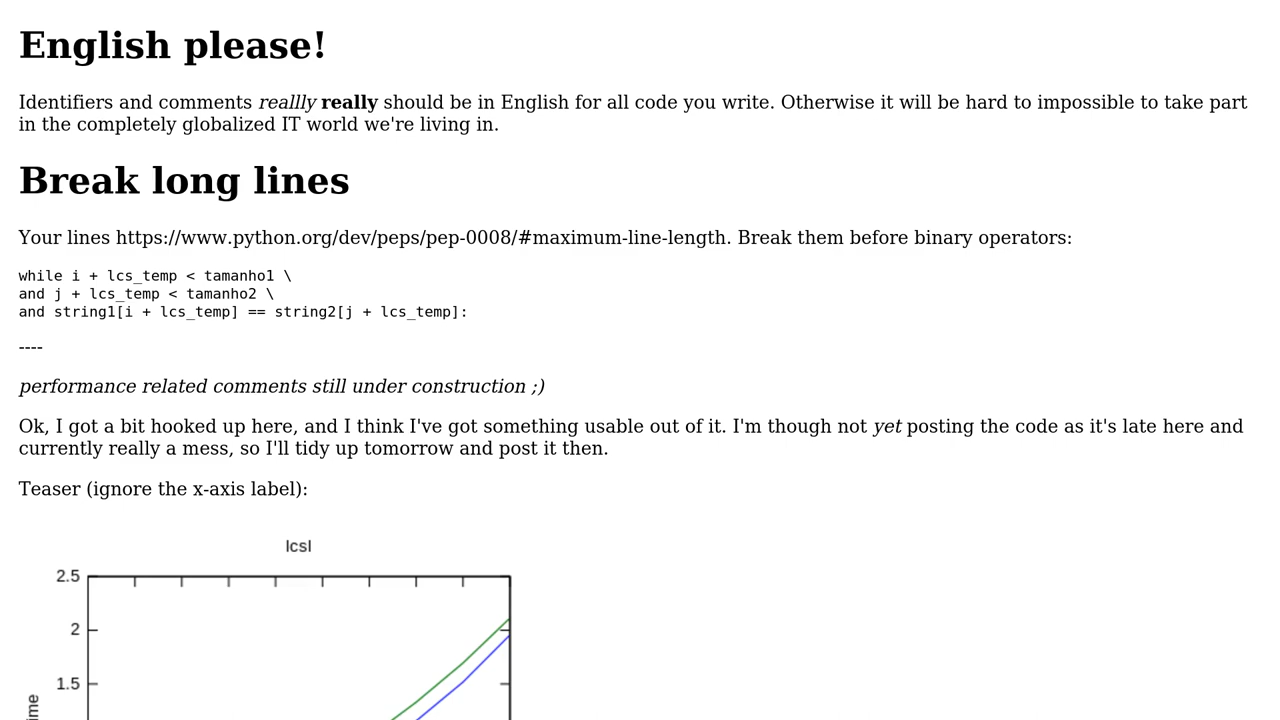 English please!
Identifiers and comments reallly really should be in English for all code you write. Otherwise it will be hard to impossible to take part
in the completely globalized IT world we're living in.
Break long lines
Your lines https://www.python.org/dev/peps/pep-0008/#maximum-line-length. Break them before binary operators:
while i + lcs_temp < tamanho1 \
and j + lcs_temp < tamanho2 \
and string1[i + lcs_temp] == string2[j + lcs_temp]:
----
performance related comments still under construction ;)
Ok, I got a bit hooked up here, and I think I've got something usable out of it. I'm though not yet posting the code as it's late here and
currently really a mess, so I'll tidy up tomorrow and post it then.
Teaser (ignore the x-axis label):
lcsl
2.5
2
1.5